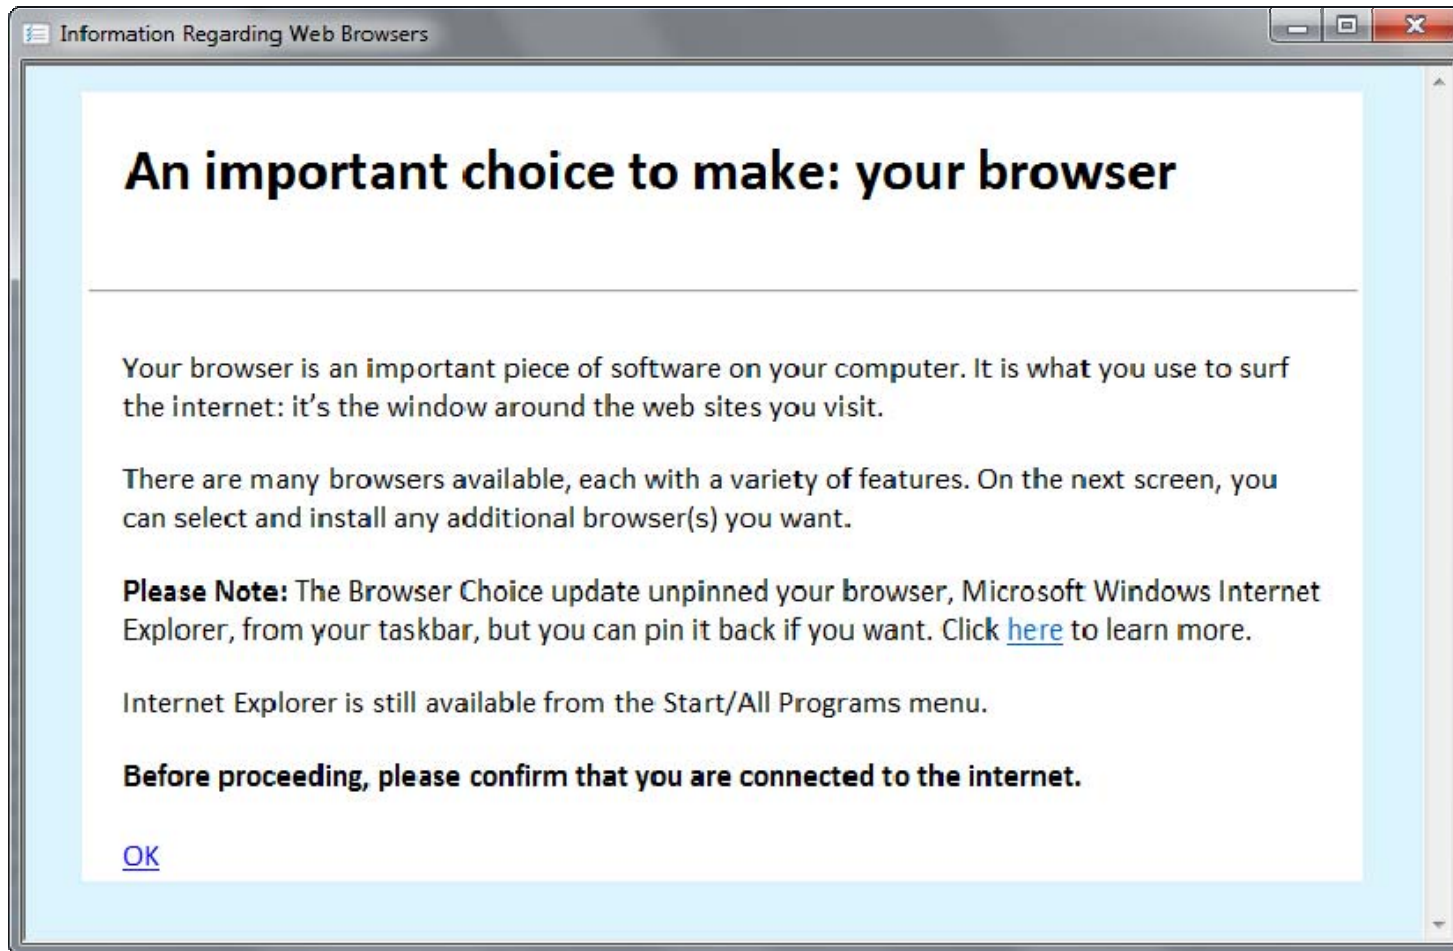 Information Regarding Web Browsers
An important choice to make: your browser
Your browser is an important piece of software on your computer. It is what you use to surf
the internet: it's the window around the web sites you visit.
There are many browsers available, each with a variety of features. On the next screen, you
can select and install any additional browser(s) you want.
Please Note: The Browser Choice update unpinned your browser, Microsoft Windows Internet
Explorer, from your taskbar, but you can pin it back if you want. Click here to learn more.
Internet Explorer is still available from the Start/All Programs menu.
Before proceeding, please confirm that you are connected to the internet.
OK